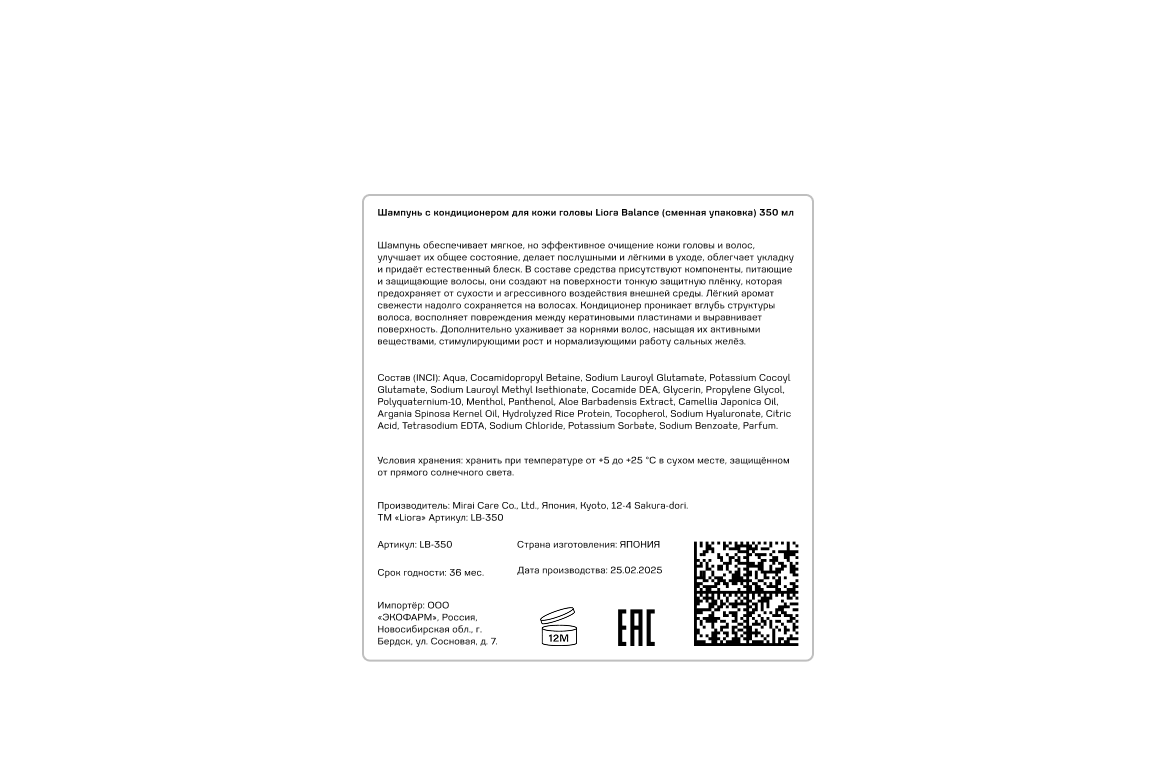 Шампунь с кондиционером для кожи головы Liora Balance (сменная упаковка) 350 мл
Шампунь обеспечивает мягкое, но эффективное очищение кожи головы и волос,
улучшает их общее состояние, делает послушными и лёгкими в уходе, облегчает укладку
и придаёт естественный блеск. В составе средства присутствуют компоненты, питающие
и защищающие волосы, они создают на поверхности тонкую защитную плёнку, которая
предохраняет от сухости и агрессивного воздействия внешней среды. Лёгкий аромат
свежести надолго сохраняется на волосах. Кондиционер проникает вглубь структуры
волоса, восполняет повреждения между кератиновыми пластинами и выравнивает
поверхность. Дополнительно ухаживает за корнями волос, насыщая их активными
веществами, стимулирующими рост и нормализующими работу сальных желёз.
Состав (INCI): Aqua, Cocamidopropyl Betaine, Sodium Lauroyl Glutamate, Potassium Cocoyl
Glutamate, Sodium Lauroyl Methyl Isethionate, Cocamide DEA, Glycerin, Propylene Glycol,
Polyquaternium-10, Menthol, Panthenol, Aloe Barbadensis Extract, Camellia Japonica Oil,
Argania Spinosa Kernel Oil, Hydrolyzed Rice Protein, Tocopherol, Sodium Hyaluronate, Citric
Acid, Tetrasodium EDTA, Sodium Chloride, Potassium Sorbate, Sodium Benzoate, Parfum.
Условия хранения: хранить при температуре от +5 до +25 °C в сухом месте, защищённом
от прямого солнечного света.
Производитель: Mirai Care Co., Ltd., Япония, Kyoto, 12-4 Sakura-dori.
ТМ «Liora» Артикул: LB-350
Артикул: LB-350
Страна изготовления: ЯПОНИЯ
Срок годности: 36 мес.
Дата производства: 25.02.2025
Импортёр: ООО
«ЭКОФАРМ», Россия,
Новосибирская обл., г.
Бердск, ул. Сосновая, д. 7.
12M
EAC